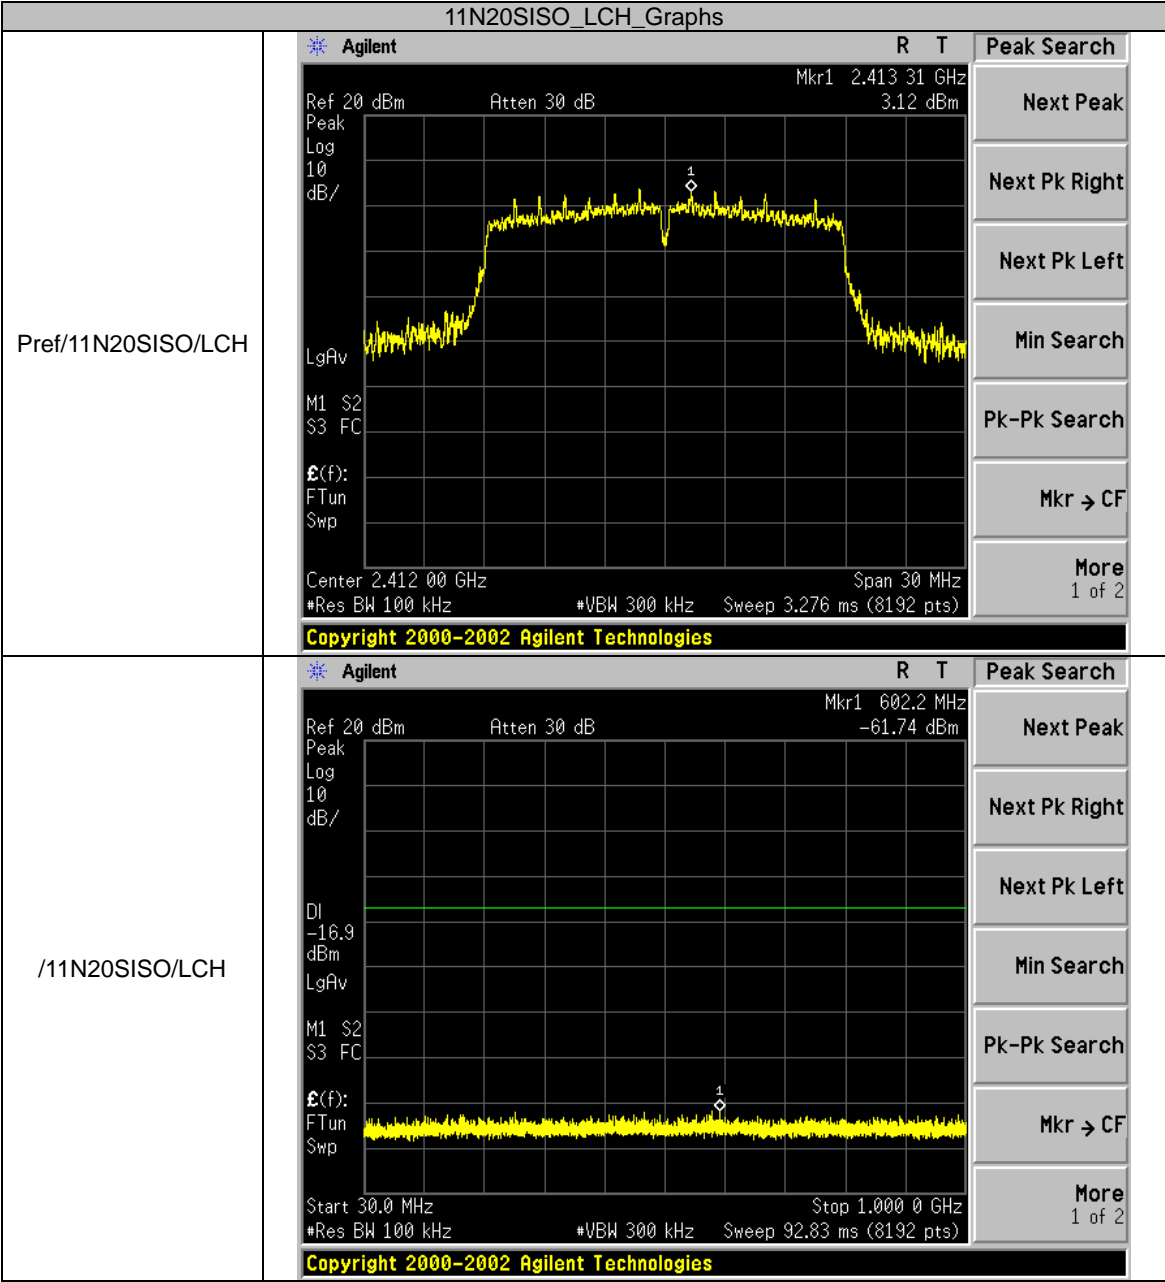 11N20SISO_LCH_Graphs
Pref/11N20SISO/LCH
Agilent R T
Peak Search
Mkr1 2.413 31 GHz
Ref 20 dBm Atten 30 dB 3.12 dBm
Peak
Log
10
dB/
1
LgAv
M1 S2
S3 FC
£(f):
FTun
Swp
Center 2.412 00 GHz Span 30 MHz
#Res BW 100 kHz #VBW 300 kHz Sweep 3.276 ms (8192 pts)
Copyright 2000-2002 Agilent Technologies
Next Peak
Next Pk Right
Next Pk Left
Min Search
Pk-Pk Search
Mkr → CF
More
1 of 2
/11N20SISO/LCH
Agilent R T
Peak Search
Mkr1 602.2 MHz
Ref 20 dBm Atten 30 dB -61.74 dBm
Peak
Log
10
dB/
DI
-16.9
dBm
LgAv
M1 S2
S3 FC
1
£(f):
FTun
Swp
Start 30.0 MHz Stop 1.000 0 GHz
#Res BW 100 kHz #VBW 300 kHz Sweep 92.83 ms (8192 pts)
Copyright 2000-2002 Agilent Technologies
Next Peak
Next Pk Right
Next Pk Left
Min Search
Pk-Pk Search
Mkr → CF
More
1 of 2